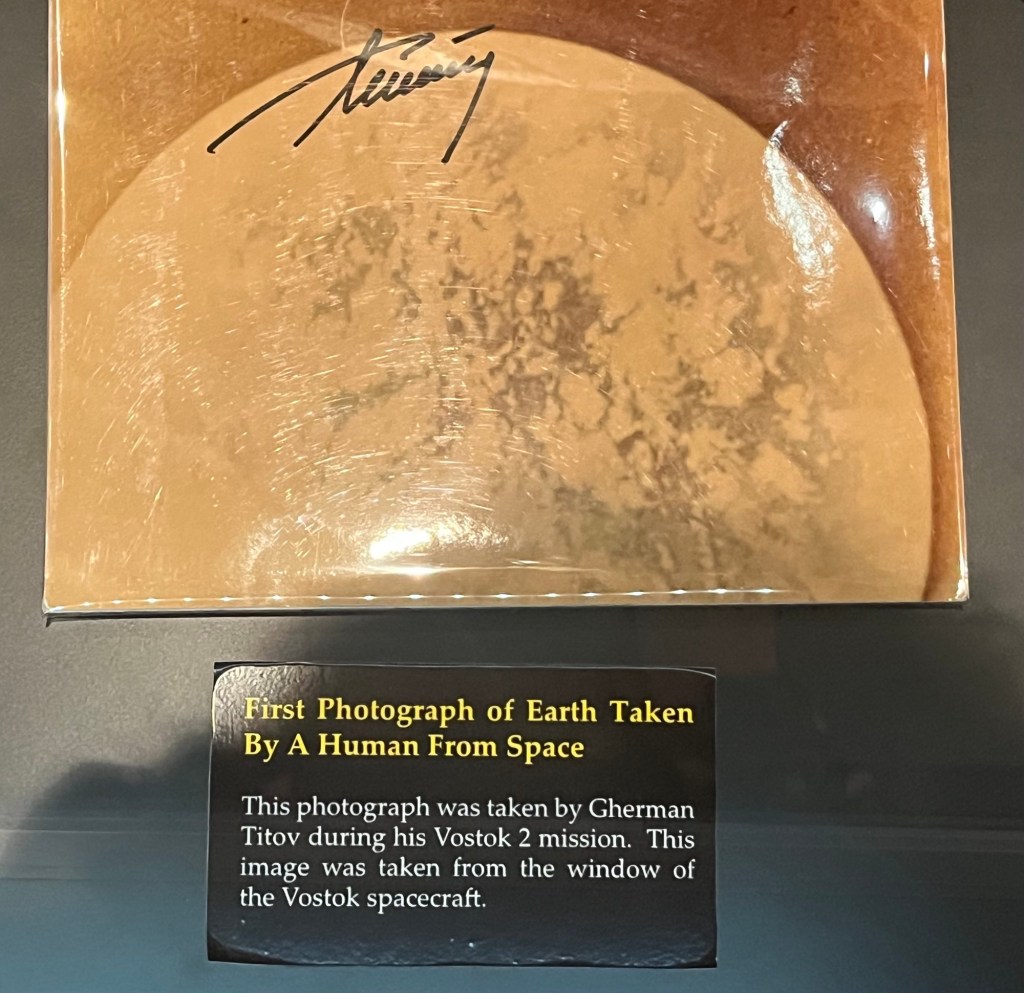 First Photograph of Earth Taken
By A Human From Space
This photograph was taken by Gherman
Titov during his Vostok 2 mission. This
image was taken from the window of
the Vostok spacecraft.